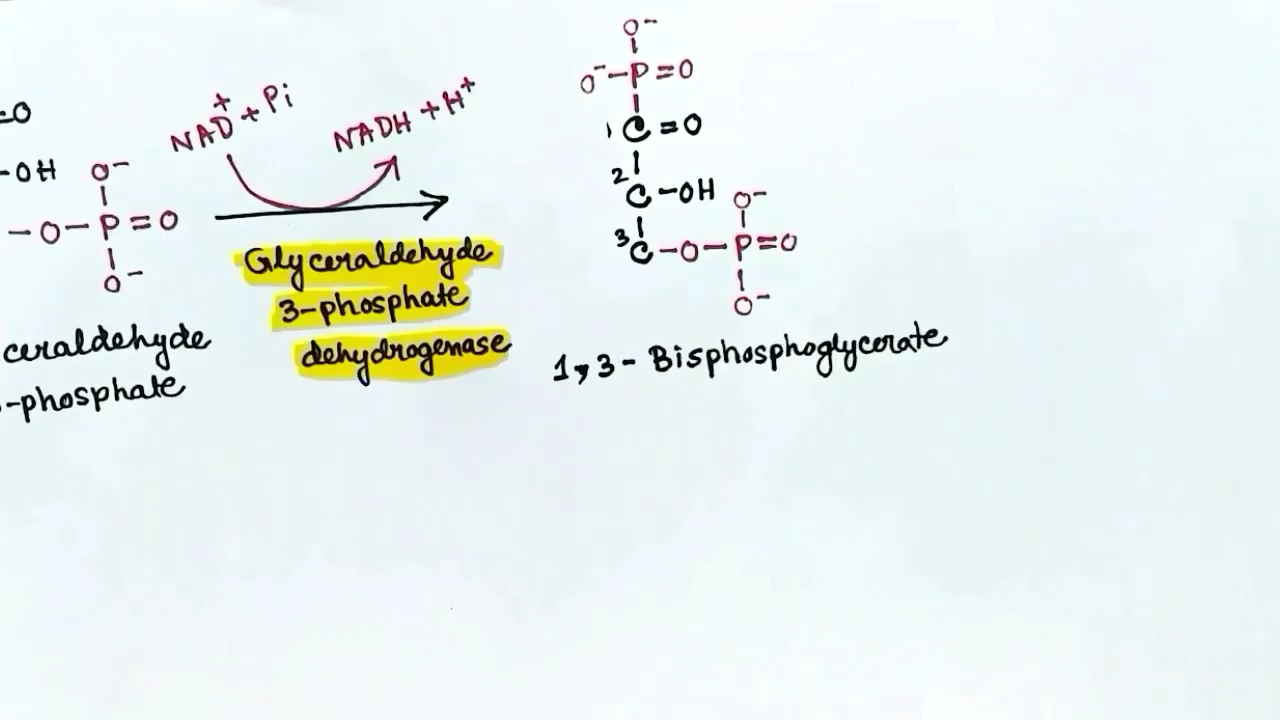 O⁻
O⁻-P=O
NAD⁺+Pi
NADH+H⁺
=O
1 C=O
-OH
O⁻
2 C-OH
O⁻
-O-P=O
3 C-O-P=O
O⁻
O⁻
Glyceraldehyde
3-phosphate
dehydrogenase
ceraldehyde
-phosphate
1,3-Bisphosphoglycerate